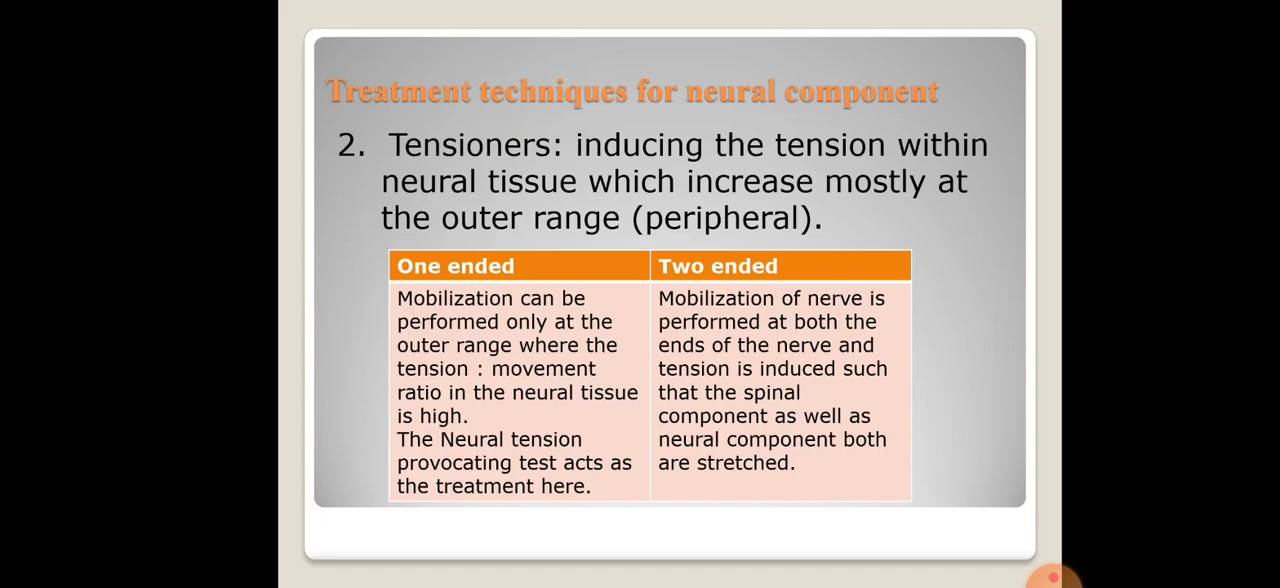 Treatment techniques for neural component
2. Tensioners: inducing the tension within
neural tissue which increase mostly at
the outer range (peripheral).
One ended
Mobilization can be
performed only at the
outer range where the
tension : movement
ratio in the neural tissue
is high.
The Neural tension
provocating test acts as
the treatment here.
Two ended
Mobilization of nerve is
performed at both the
ends of the nerve and
tension is induced such
that the spinal
component as well as
neural component both
are stretched.